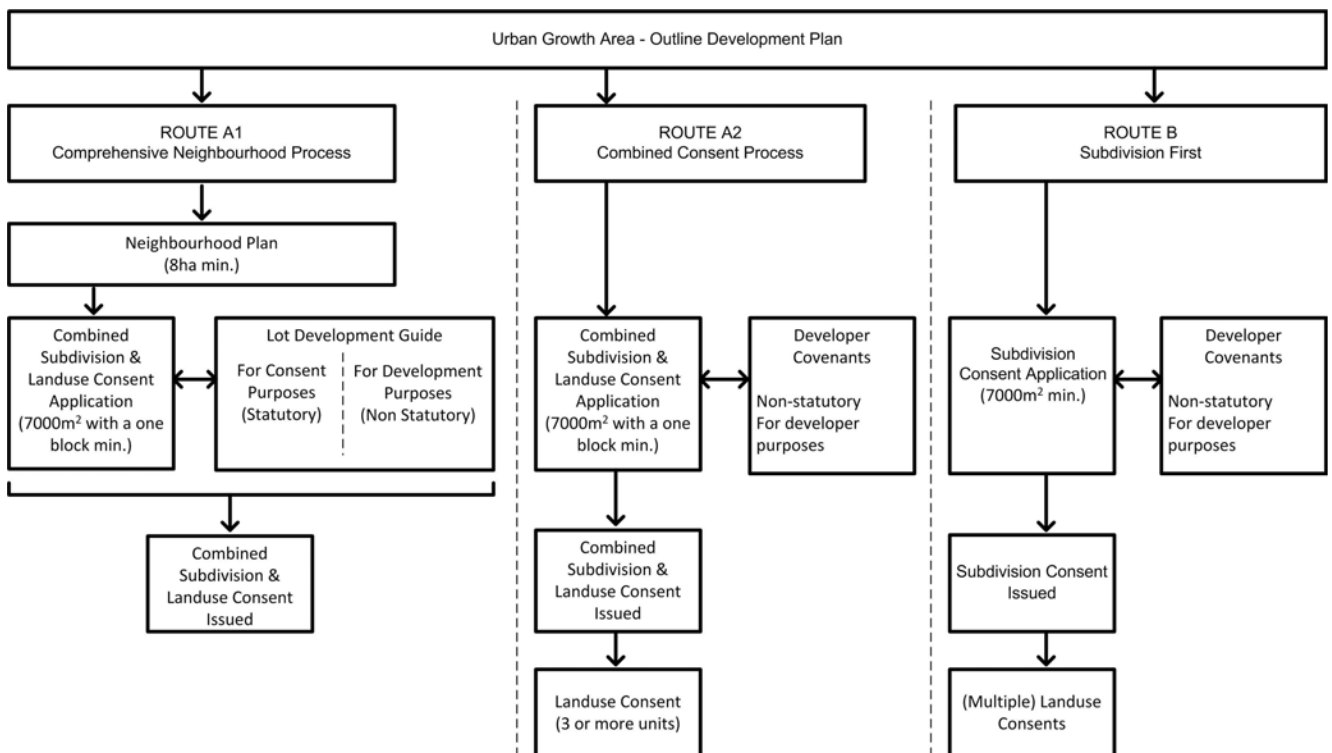 Urban Growth Area - Outline Development Plan
ROUTE A1
Comprehensive Neighbourhood Process
Neighbourhood Plan
(8ha min.)
Combined
Subdivision &
Landuse Consent
Application
(7000m² with a one
block min.)
Lot Development Guide
For Consent
Purposes
(Statutory)
For Development
Purposes
(Non Statutory)
Combined
Subdivision &
Landuse Consent
Issued
ROUTE A2
Combined Consent Process
Combined
Subdivision &
Landuse Consent
Application
(7000m² with a one
block min.)
Developer
Covenants
Non-statutory
For developer
purposes
Combined
Subdivision &
Landuse Consent
Issued
Landuse Consent
(3 or more units)
ROUTE B
Subdivision First
Subdivision
Consent Application
(7000m² min.)
Developer
Covenants
Non-statutory
For developer
purposes
Subdivision Consent
Issued
(Multiple) Landuse
Consents